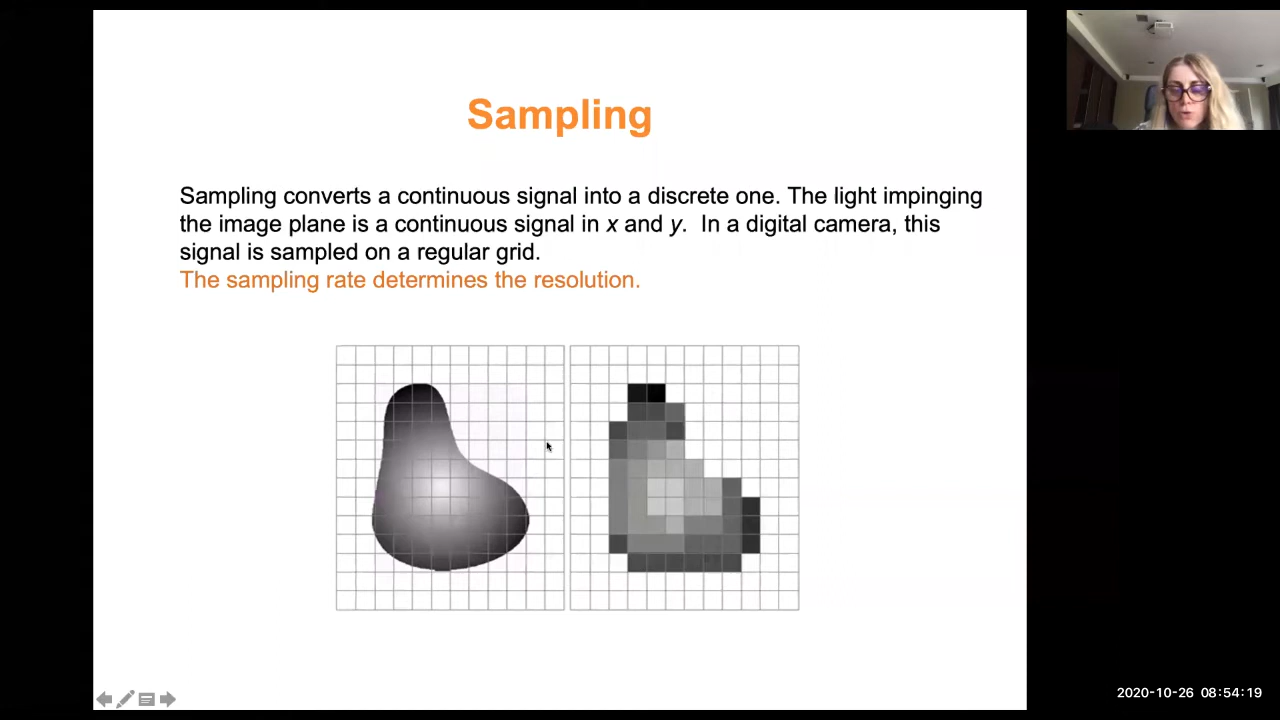 Sampling
Sampling converts a continuous signal into a discrete one. The light impinging
the image plane is a continuous signal in x and y.  In a digital camera, this
signal is sampled on a regular grid.
The sampling rate determines the resolution.
2020-10-26 08:54:19